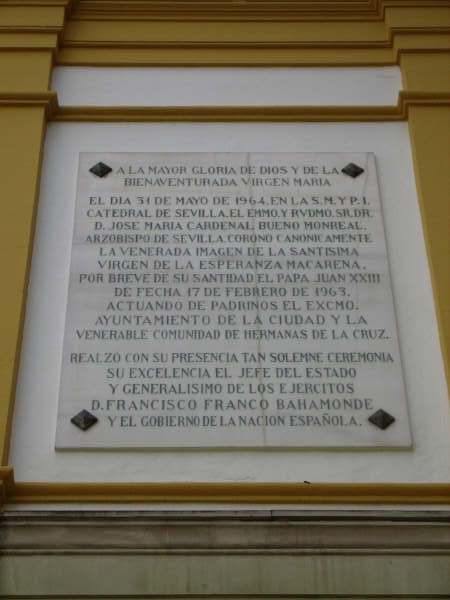 A LA MAYOR GLORIA DE DIOS Y DE LA
BIENAVENTURADA VIRGEN MARIA
EL DIA 31 DE MAYO DE 1964, EN LA S.M.Y P.I.
CATEDRAL DE SEVILLA, EL EMMO. Y RVDMO. SR. DR.
D. JOSE MARIA CARDENAL BUENO MONREAL,
ARZOBISPO DE SEVILLA, CORONO CANONICAMENTE
LA VENERADA IMAGEN DE LA SANTISIMA
VIRGEN DE LA ESPERANZA MACARENA,
POR BREVE DE SU SANTIDAD EL PAPA JUAN XXIII
DE FECHA 17 DE FEBRERO DE 1963,
ACTUANDO DE PADRINOS EL EXCMO.
AYUNTAMIENTO DE LA CIUDAD Y LA
VENERABLE COMUNIDAD DE HERMANAS DE LA CRUZ.
REALZO CON SU PRESENCIA TAN SOLEMNE CEREMONIA
SU EXCELENCIA EL JEFE DEL ESTADO
Y GENERALISIMO DE LOS EJERCITOS
D. FRANCISCO FRANCO BAHAMONDE
Y EL GOBIERNO DE LA NACION ESPAÑOLA.